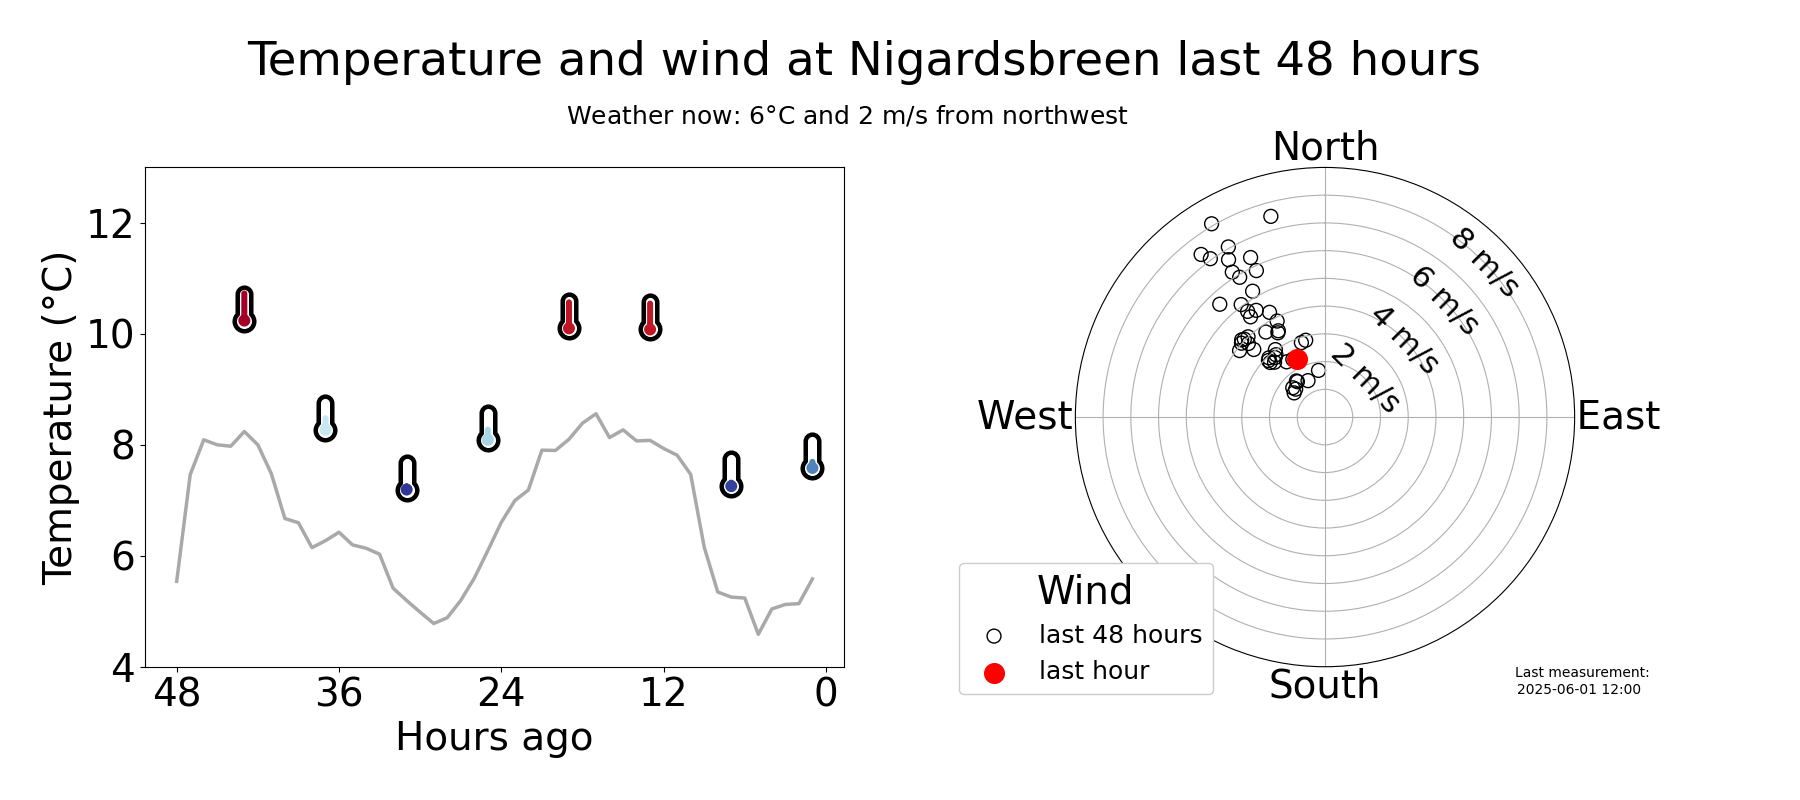 Temperature and wind at Nigardsbreen last 48 hours
Weather now: 6°C and 2 m/s from northwest
Temperature (°C)
12
10
8
6
4
48 36 24 12 0
Hours ago
North
West
East
South
8 m/s
6 m/s
4 m/s
2 m/s
Wind
last 48 hours
last hour
Last measurement:
2025-06-01 12:00